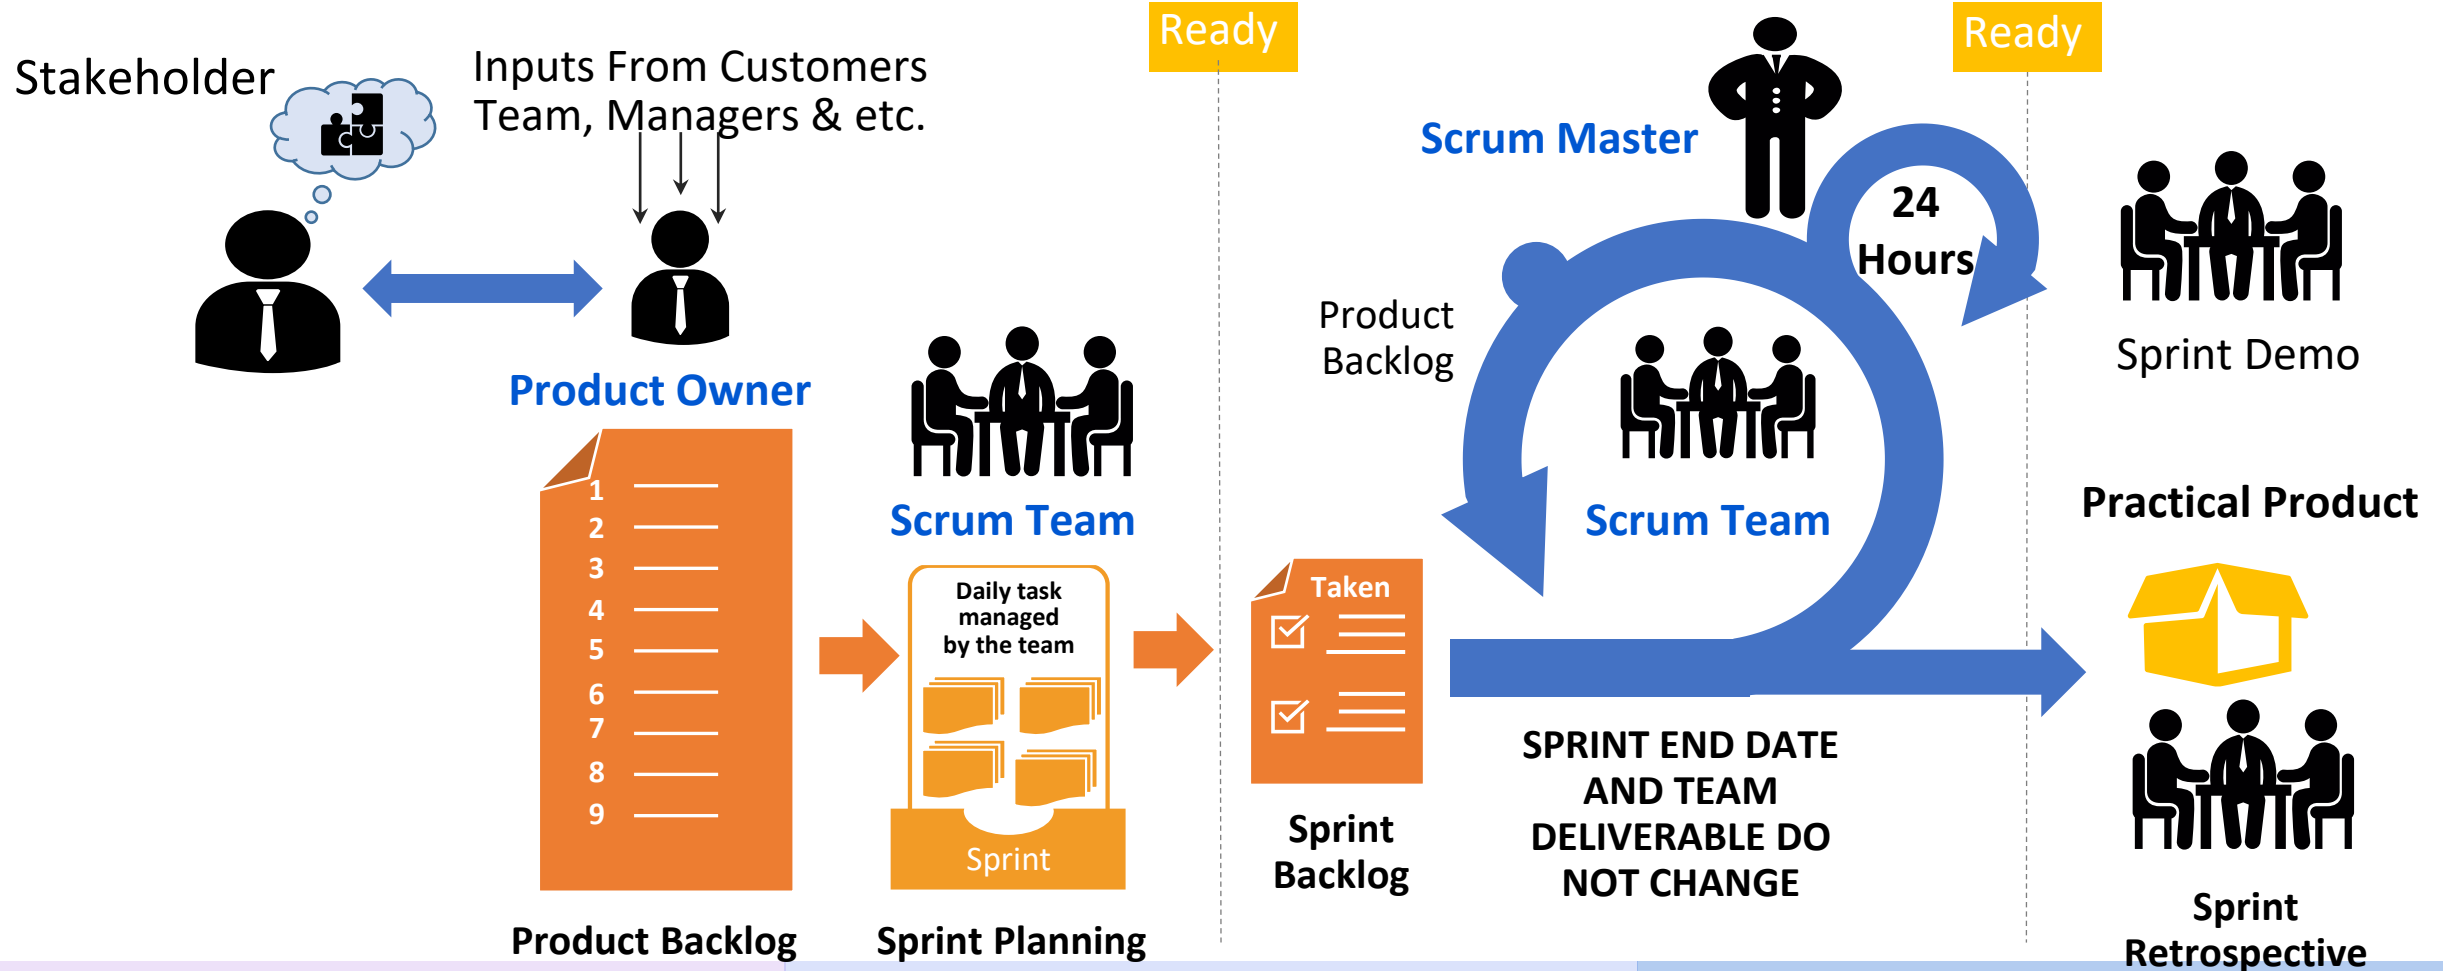 Stakeholder
Inputs From Customers
Team, Managers & etc.
Product Owner
1
2
3
4
5
6
7
8
9
Product Backlog
Scrum Team
Daily task
managed
by the team
Sprint
Sprint Planning
Ready
Taken
Sprint
Backlog
Scrum Master
24
Hours
Product
Backlog
Scrum Team
SPRINT END DATE
AND TEAM
DELIVERABLE DO
NOT CHANGE
Ready
Sprint Demo
Practical Product
Sprint
Retrospective